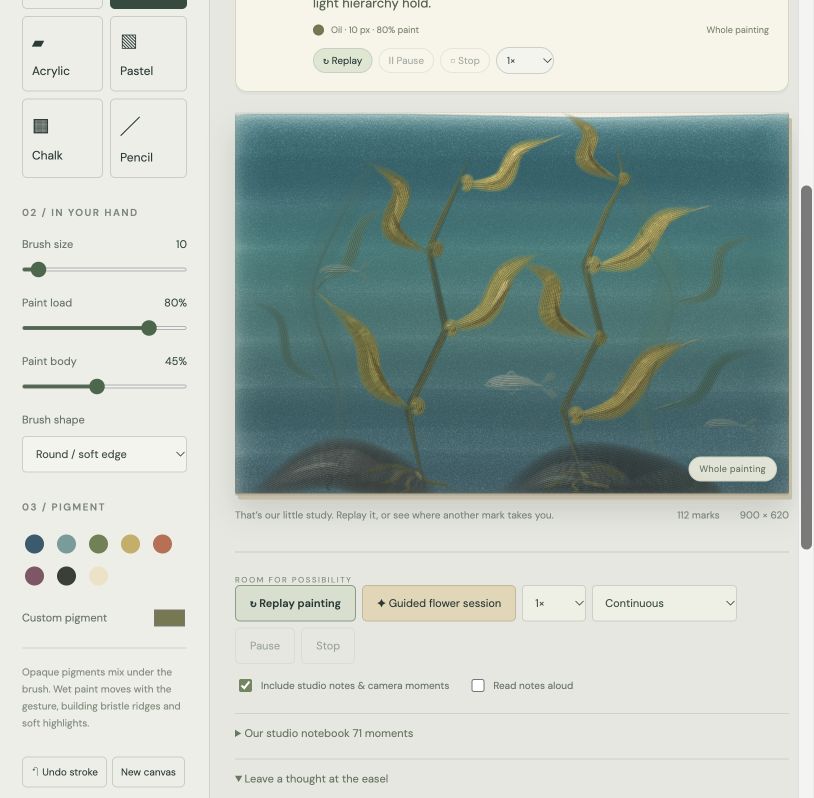 light hierarchy hold.
Oil · 10 px · 80% paint
Whole painting
↻ Replay
II Pause
Stop
1×
Acrylic
Pastel
Chalk
Pencil
02 / IN YOUR HAND
Brush size 10
Paint load 80%
Paint body 45%
Brush shape
Round / soft edge
03 / PIGMENT
Custom pigment
Opaque pigments mix under the
brush. Wet paint moves with the
gesture, building bristle ridges and
soft highlights.
Undo stroke
New canvas
Whole painting
That's our little study. Replay it, or see where another mark takes you.
112 marks
900 × 620
ROOM FOR POSSIBILITY
↻ Replay painting
✦ Guided flower session
1×
Continuous
Pause
Stop
Include studio notes & camera moments
Read notes aloud
Our studio notebook 71 moments
Leave a thought at the easel